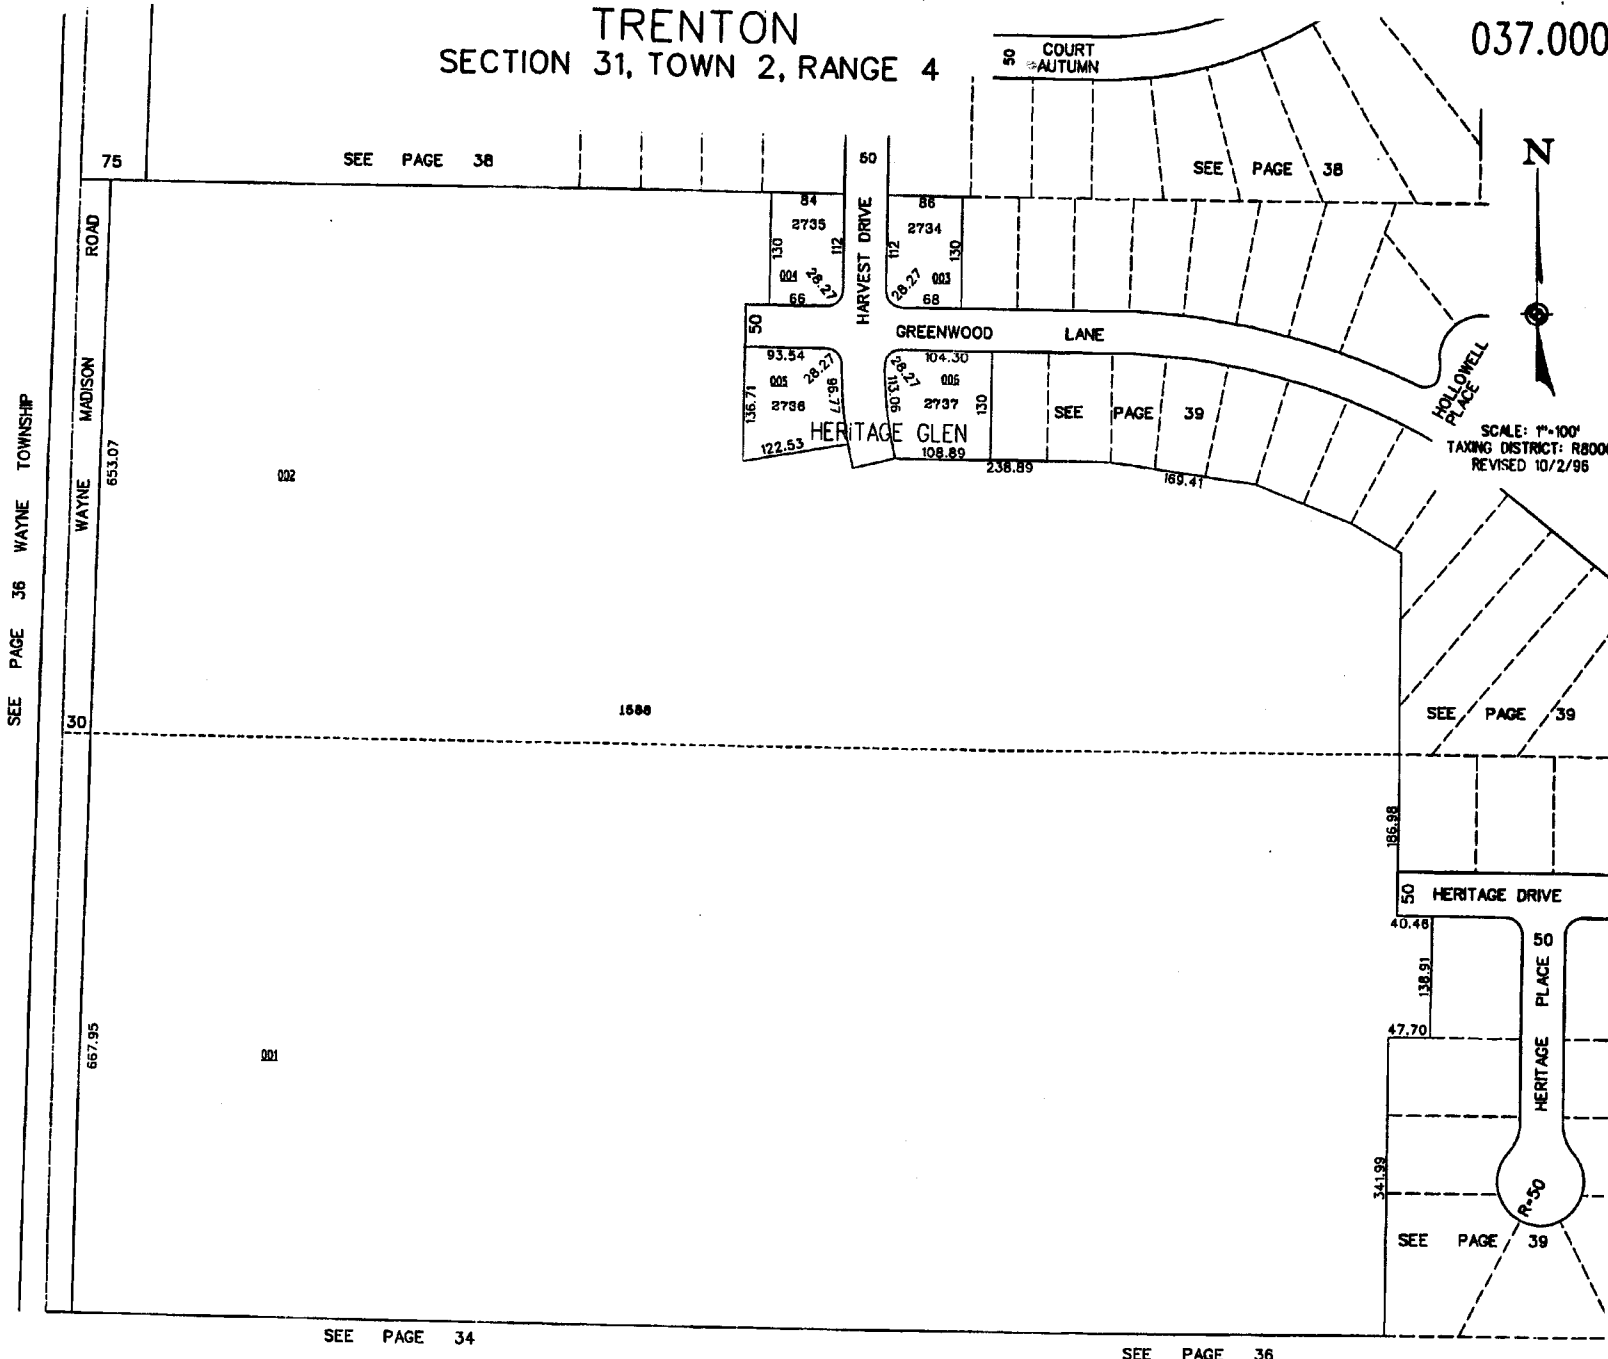 TRENTON
SECTION 31, TOWN 2, RANGE 4
037.000
50
COURT
AUTUMN
75
SEE PAGE 38
50
SEE PAGE 38
N
ROAD
MADISON
WAYNE
653.07
SEE PAGE 36 WAYNE TOWNSHIP
84
2735
130
112
004
28.27
66
HARVEST DRIVE
86
2734
112
130
003
28.27
68
50
GREENWOOD LANE
93.54
005
28.27
136.71
2736
96.77
122.53
104.30
28.27
006
113.06
2737
130
108.89
HERITAGE GLEN
238.89
169.41
SEE PAGE 39
HOLLOWELL
PLACE
SCALE: 1"=100'
TAXING DISTRICT: R8000
REVISED 10/2/96
002
30
1588
SEE PAGE 39
186.98
50
HERITAGE DRIVE
40.46
50
138.91
HERITAGE PLACE
47.70
667.95
001
341.99
R=50
SEE PAGE 39
SEE PAGE 34
SEE PAGE 36